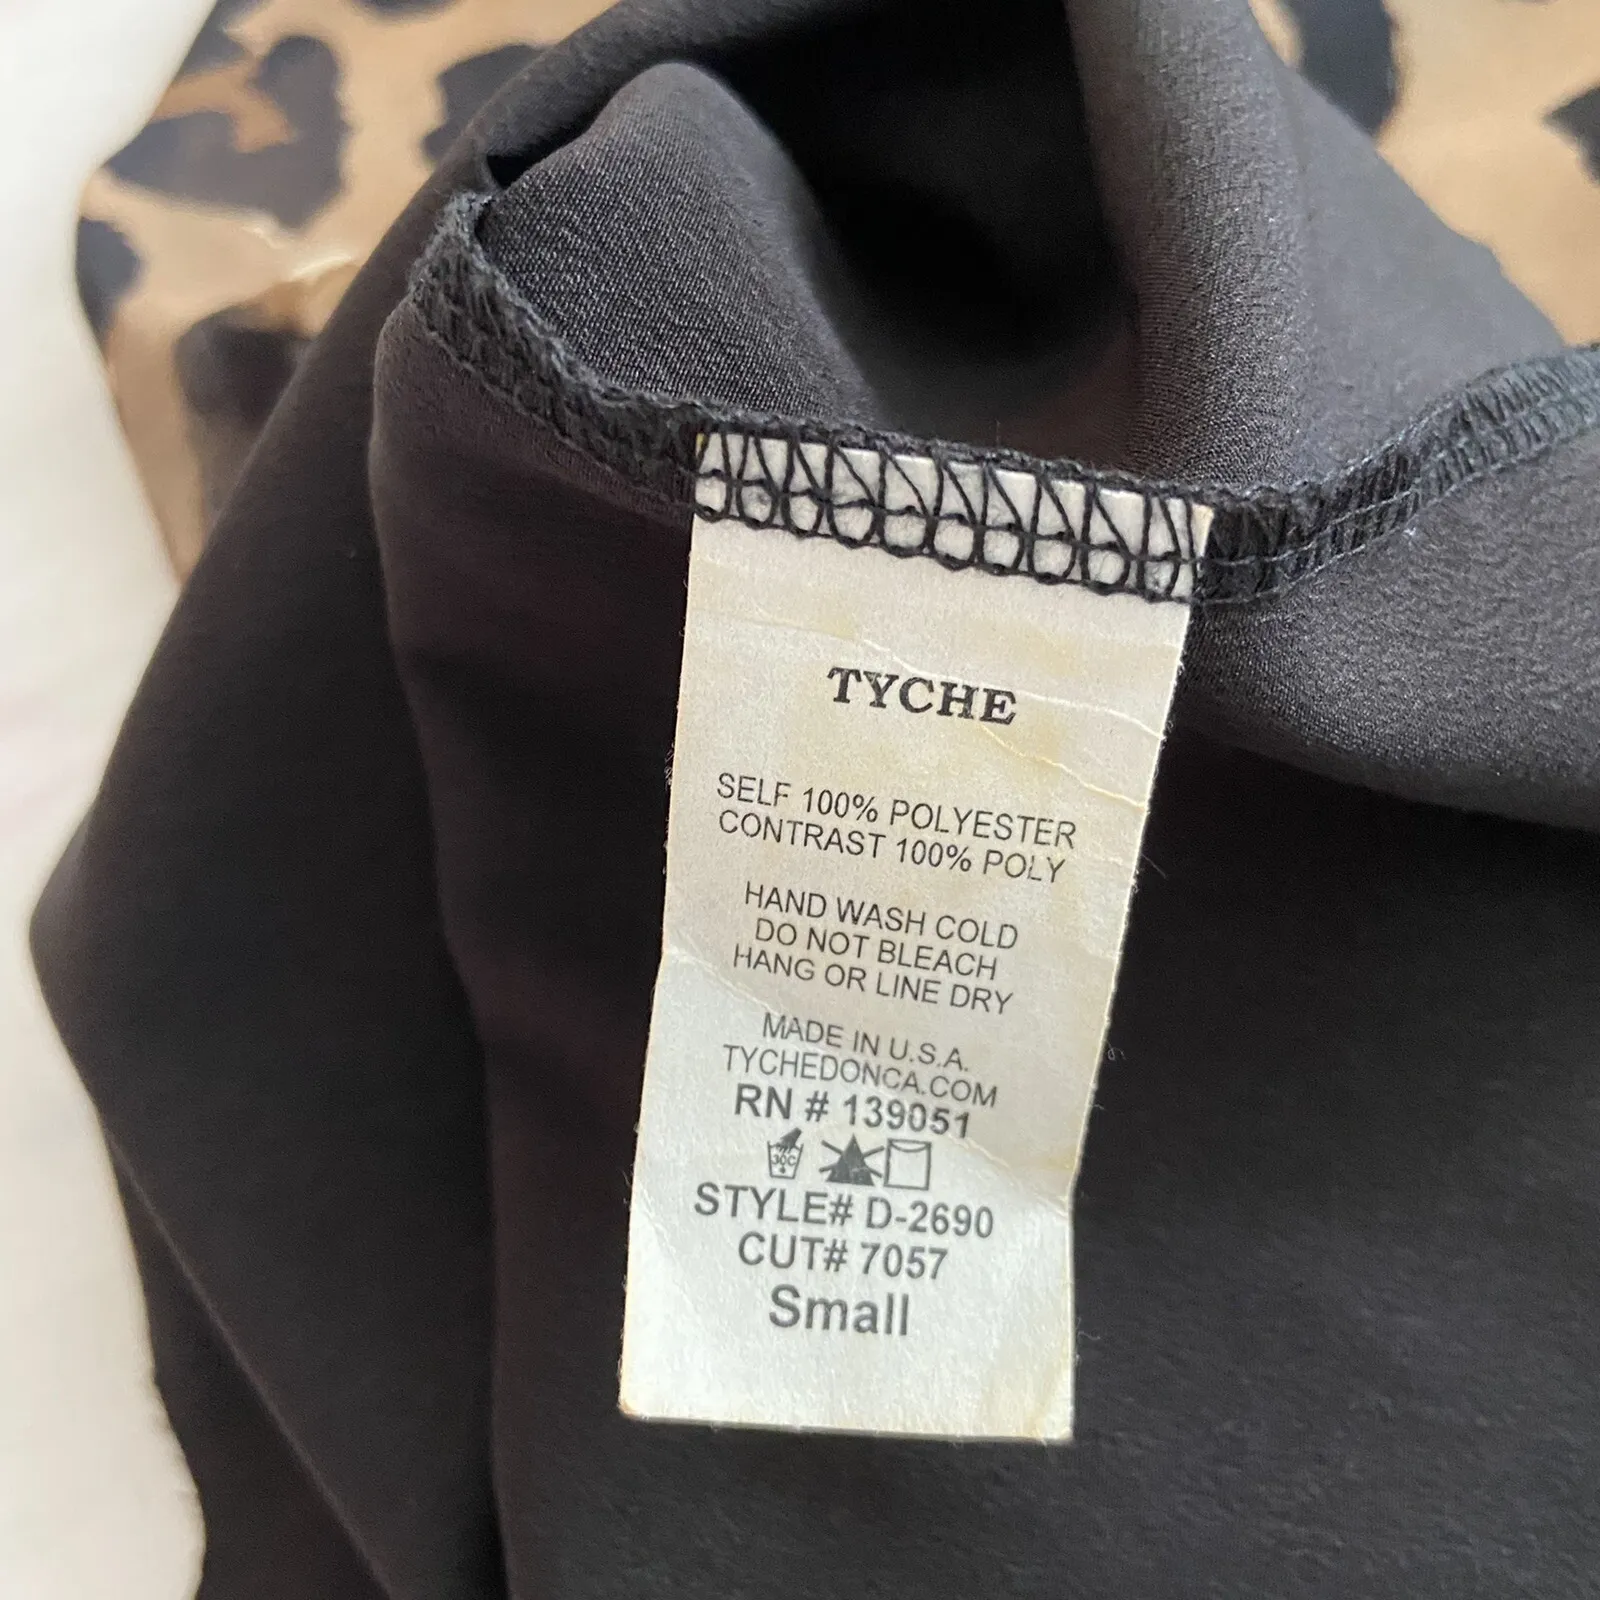 TYCHE
SELF 100% POLYESTER
CONTRAST 100% POLY
HAND WASH COLD
DO NOT BLEACH
HANG OR LINE DRY
MADE IN U.S.A.
TYCHEDONCA.COM
RN # 139051
30C
STYLE# D-2690
CUT# 7057
Small